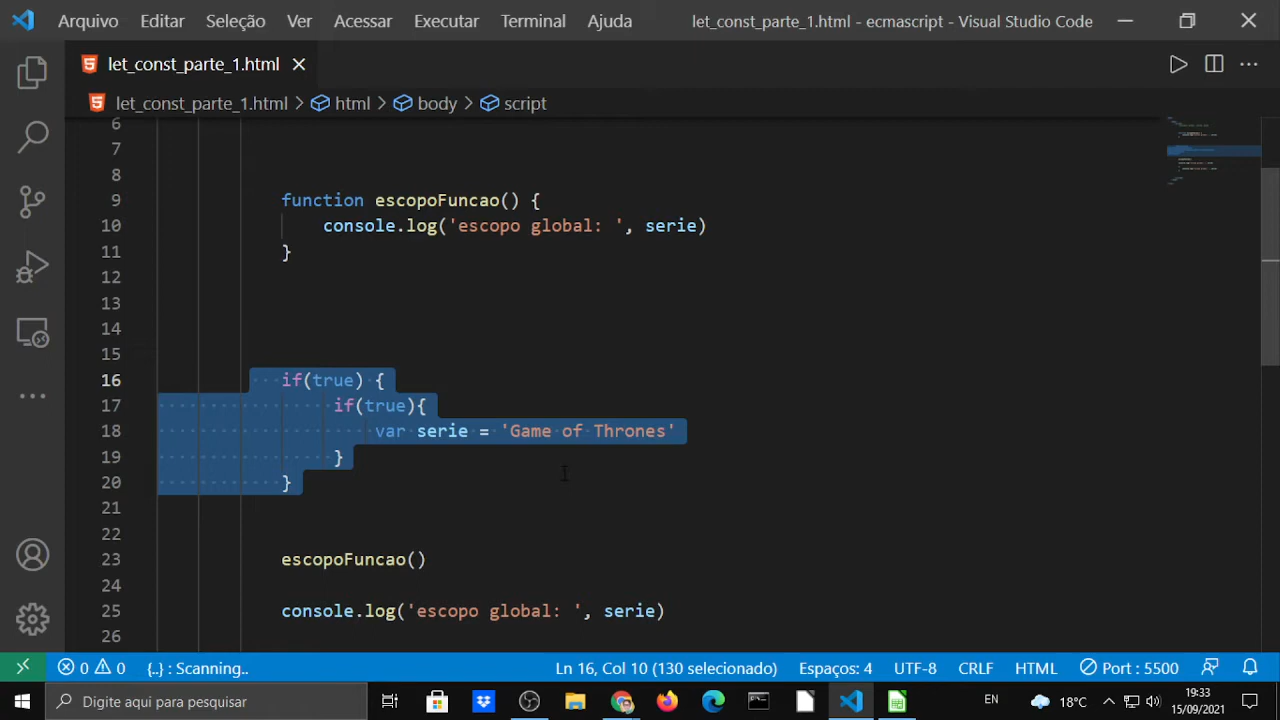 Arquivo Editar Seleção Ver Acessar Executar Terminal Ajuda let_const_parte_1.html - ecmascript - Visual Studio Code
let_const_parte_1.html
let_const_parte_1.html > html > body > script
6
7
8
9 function escopoFuncao() {
10 console.log('escopo global: ', serie)
11 }
12
13
14
15
16 if(true) {
17 if(true){
18 var serie = 'Game of Thrones'
19 }
20 }
21
22
23 escopoFuncao()
24
25 console.log('escopo global: ', serie)
26
0 0 {..} : Scanning.. Ln 16, Col 10 (130 selecionado) Espaços: 4 UTF-8 CRLF HTML Port : 5500
Digite aqui para pesquisar EN 18°C 19:33
15/09/2021